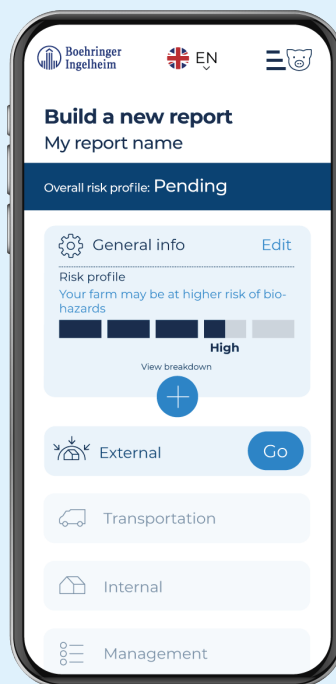 Boehringer
Ingelheim
EN
Build a new report
My report name
Overall risk profile: Pending
General info
Edit
Risk profile
Your farm may be at higher risk of bio-
hazards
High
View breakdown
External
Go
Transportation
Internal
Management